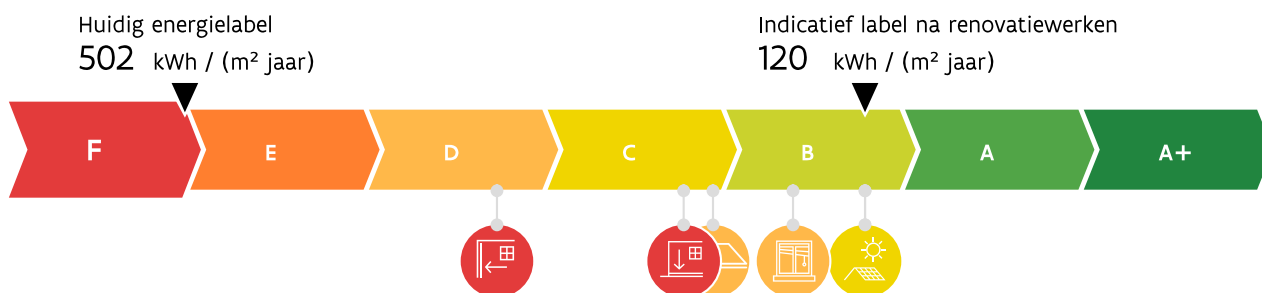 Huidig energielabel
502 kWh / (m² jaar)
Indicatief label na renovatiewerken
120 kWh / (m² jaar)
F E D C B A A+